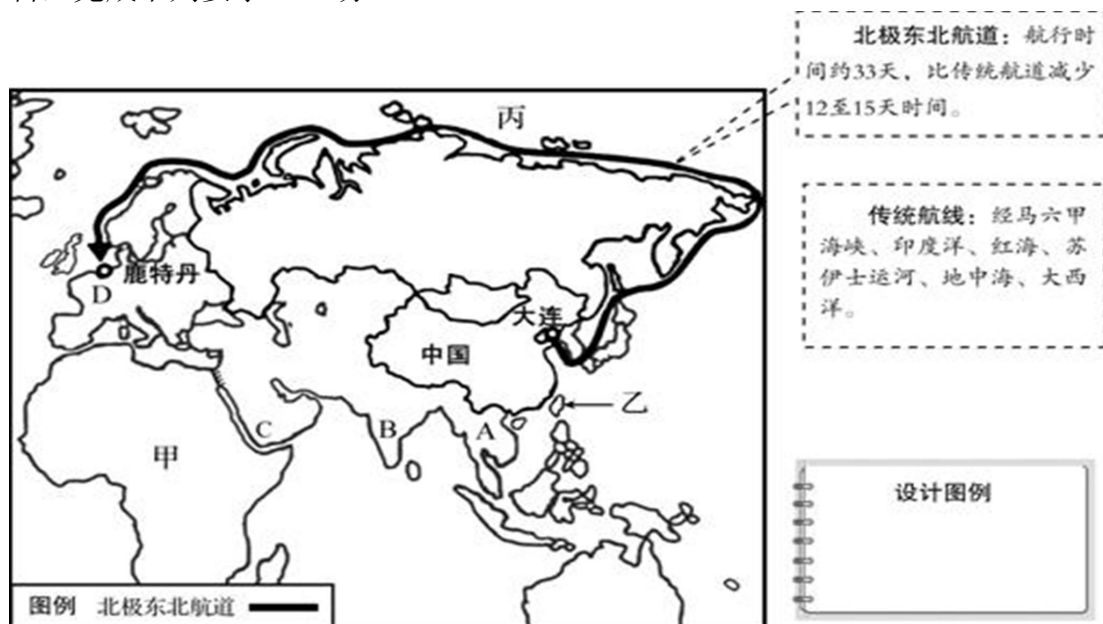 北极东北航道：航行时
间约33天，比传统航道减少
12至15天时间。
丙
传统航线：经马六甲
海峡、印度洋、红海、苏
伊士运河、地中海、大西
洋。
鹿特丹
D
大连
中国
乙
甲
C
B
A
设计图例
图例 北极东北航道